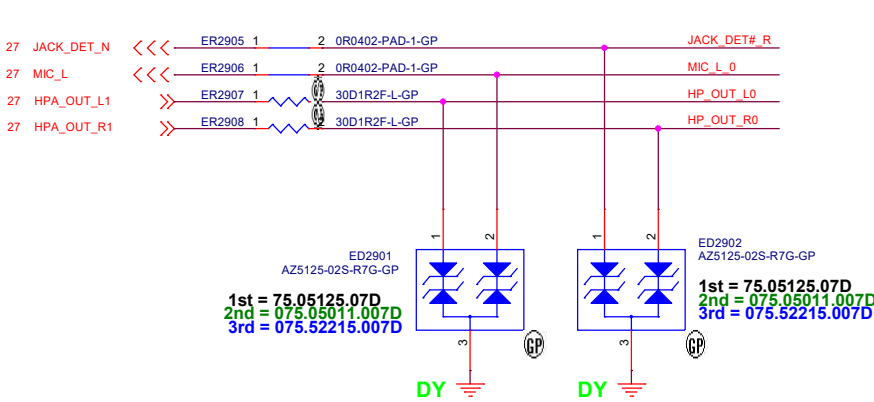 27 JACK_DET_N ER2905 1 2 0R0402-PAD-1-GP JACK_DET#_R
27 MIC_L ER2906 1 2 0R0402-PAD-1-GP MIC_L_0
27 HPA_OUT_L1 ER2907 1 30D1R2F-L-GP HP_OUT_L0
27 HPA_OUT_R1 ER2908 1 2 30D1R2F-L-GP HP_OUT_R0
1 2 1 2
ED2901
AZ5125-02S-R7G-GP
1st = 75.05125.07D
2nd = 075.05011.007D
3rd = 075.52215.007D
ED2902
AZ5125-02S-R7G-GP
1st = 75.05125.07D
2nd = 075.05011.007D
3rd = 075.52215.007D
3 GP 3 GP
DY DY